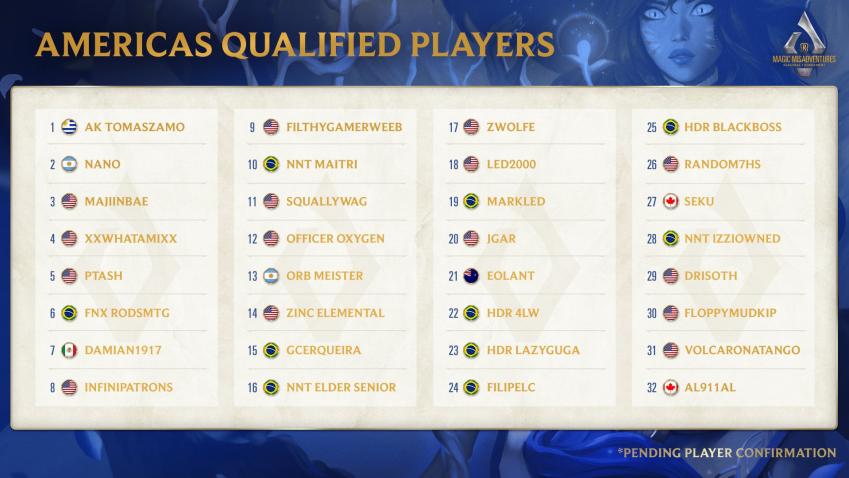 AMERICAS QUALIFIED PLAYERS
MAGIC MISADVENTURES
1 AK TOMASZAMO
2 NANO
3 MAJIINBAE
4 XXWHATAMIXX
5 PTASH
6 FNX RODSMTG
7 DAMIAN1917
8 INFINIPATRONS
9 FILTHYGAMERWEEB
10 NNT MAITRI
11 SQUALLYWAG
12 OFFICER OXYGEN
13 ORB MEISTER
14 ZINC ELEMENTAL
15 GCERQUEIRA
16 NNT ELDER SENIOR
17 ZWOLFE
18 LED2000
19 MARKLED
20 JGAR
21 EOLANT
22 HDR 4LW
23 HDR LAZYGUGA
24 FILIPELC
25 HDR BLACKBOSS
26 RANDOM7HS
27 SEKU
28 NNT IZZIOWNED
29 DRISOTH
30 FLOPPYMUDKIP
31 VOLCARONATANGO
32 AL911AL
*PENDING PLAYER CONFIRMATION